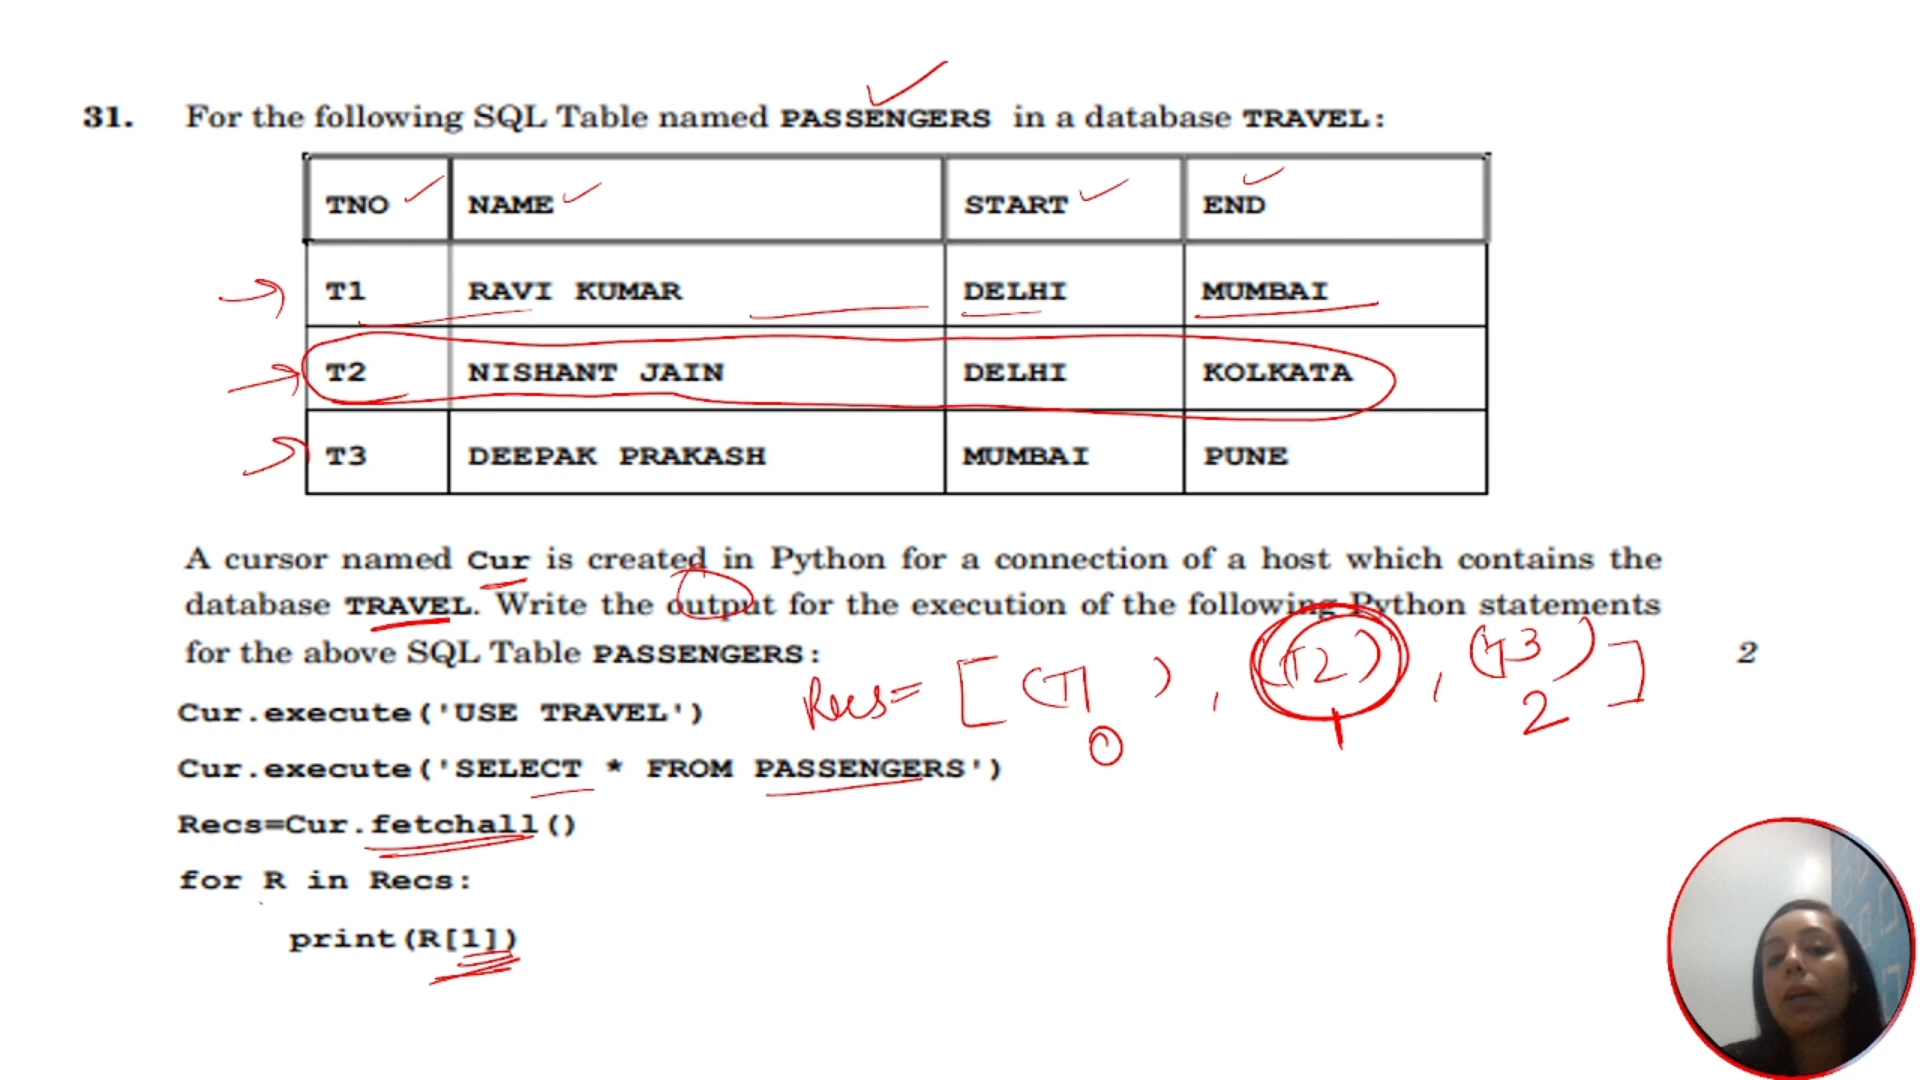 31. For the following SQL Table named PASSENGERS in a database TRAVEL:
TNO NAME START END
T1 RAVI KUMAR DELHI MUMBAI
T2 NISHANT JAIN DELHI KOLKATA
T3 DEEPAK PRAKASH MUMBAI PUNE
A cursor named Cur is created in Python for a connection of a host which contains the
database TRAVEL. Write the output for the execution of the following Python statements
for the above SQL Table PASSENGERS: 2
Recs= [(T1 ), (T2), (T3)]
0 1 2
Cur.execute('USE TRAVEL')
Cur.execute('SELECT * FROM PASSENGERS')
Recs=Cur.fetchall()
for R in Recs:
print(R[1])